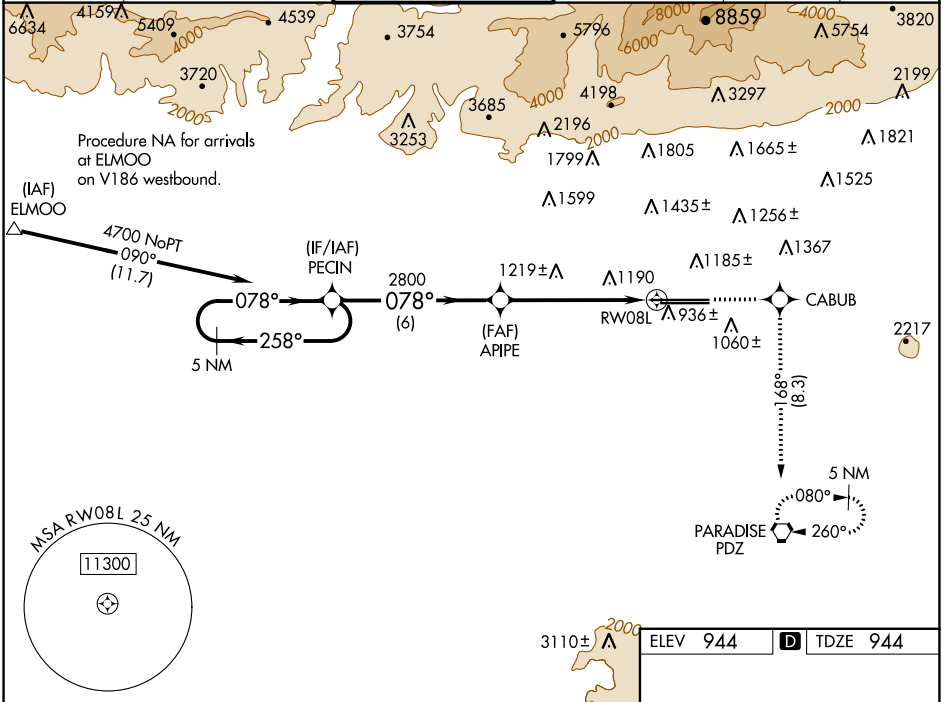 6634
4159
5409
4000
4539
3720
2000
3754
3253
3685
4000
5796
4198
2196
2000
1799
8000
6000
8859
4000
5754
3820
3297
2000
2199
1821
1805
1665±
1525
1599
1435±
1256±
1367
1185±
Procedure NA for arrivals
at ELMOO
on V186 westbound.
(IAF)
ELMOO
4700 NoPT
090°
(11.7)
(IF/IAF)
PECIN
078°
258°
5 NM
2800
078°
(6)
(FAF)
APIPE
1219±
1190
RW08L
936±
1060±
CABUB
2217
168°
(8.3)
5 NM
080°
260°
PARADISE
PDZ
MSA RW08L 25 NM
11300
3110±
2000
ELEV 944 D TDZE 944